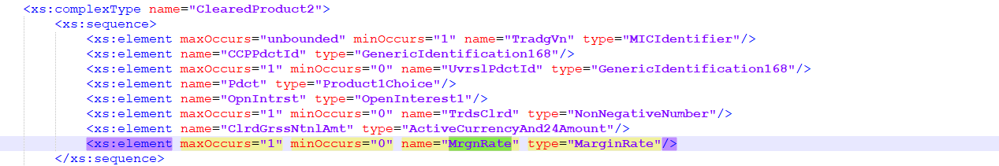 <xs:complexType name="ClearedProduct2">
<xs:sequence>
<xs:element maxOccurs="unbounded" minOccurs="1" name="TradgVn" type="MICIdentifier"/>
<xs:element name="CCPPdctId" type="GenericIdentification168"/>
<xs:element maxOccurs="1" minOccurs="0" name="UvrslPdctId" type="GenericIdentification168"/>
<xs:element name="Pdct" type="Product1Choice"/>
<xs:element name="OpnIntrst" type="OpenInterest1"/>
<xs:element maxOccurs="1" minOccurs="0" name="TrdsClrd" type="NonNegativeNumber"/>
<xs:element name="ClrdGrssNtnlAmt" type="ActiveCurrencyAnd24Amount"/>
<xs:element maxOccurs="1" minOccurs="0" name="MrgnRate" type="MarginRate"/>
</xs:sequence>